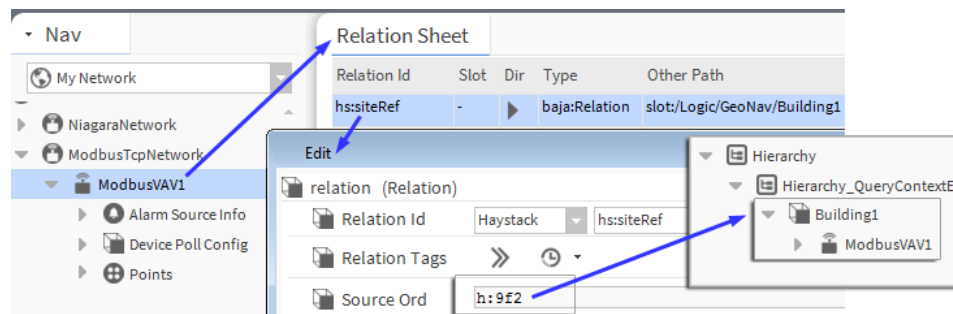 Nav
My Network
NiagaraNetwork
ModbusTcpNetwork
ModbusVAV1
Alarm Source Info
Device Poll Config
Points
Relation Sheet
Relation Id Slot Dir Type Other Path
hs:siteRef - baja:Relation slot:/Logic/GeoNav/Building1
Edit
relation (Relation)
Relation Id Haystack hs:siteRef
Relation Tags
Source Ord h:9f2
Hierarchy
Hierarchy_QueryContextE
Building1
ModbusVAV1